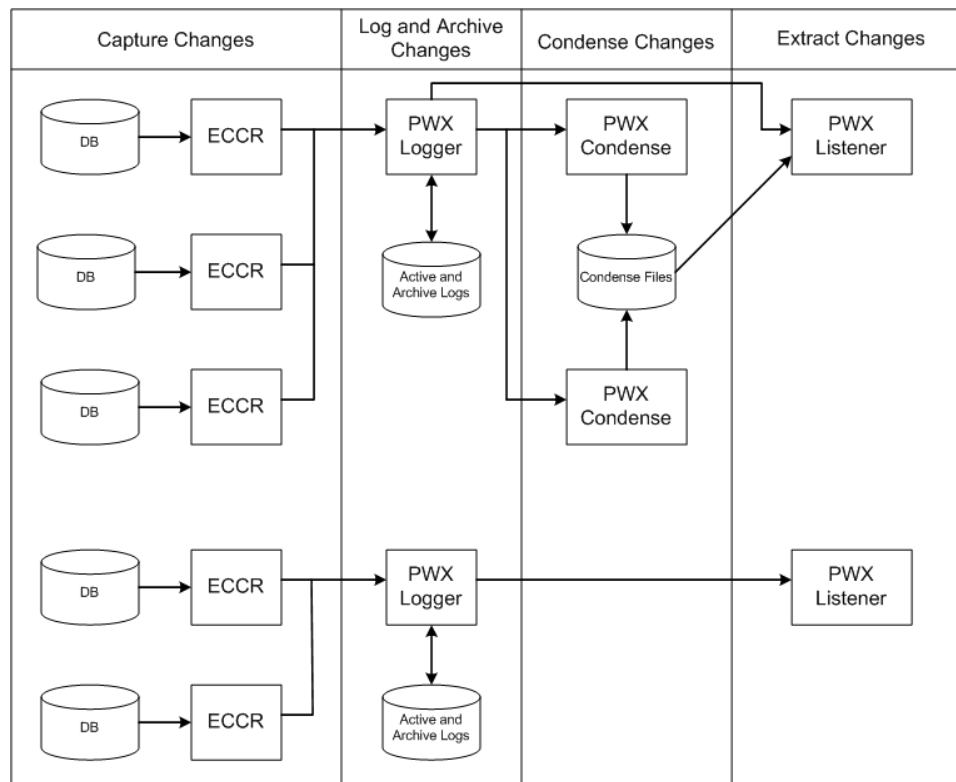 Capture Changes
Log and Archive
Changes
Condense Changes
Extract Changes
DB
ECCR
PWX
Logger
PWX
Condense
PWX
Listener
DB
ECCR
Active and
Archive Logs
Condense Files
DB
ECCR
PWX
Condense
DB
ECCR
PWX
Logger
PWX
Listener
DB
ECCR
Active and
Archive Logs